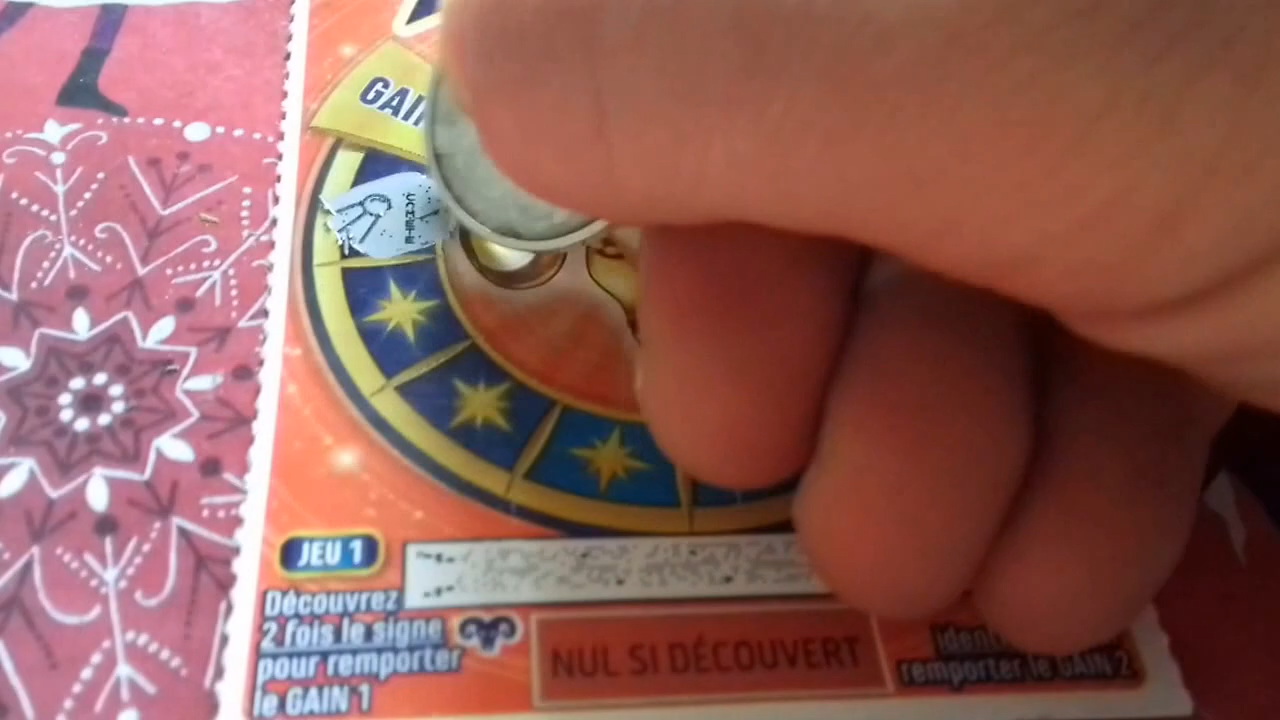 GAI
JEU 1
Découvrez
2 fois le signe
pour remporter
le GAIN 1
NUL SI DÉCOUVERT
remporter le GAIN 2